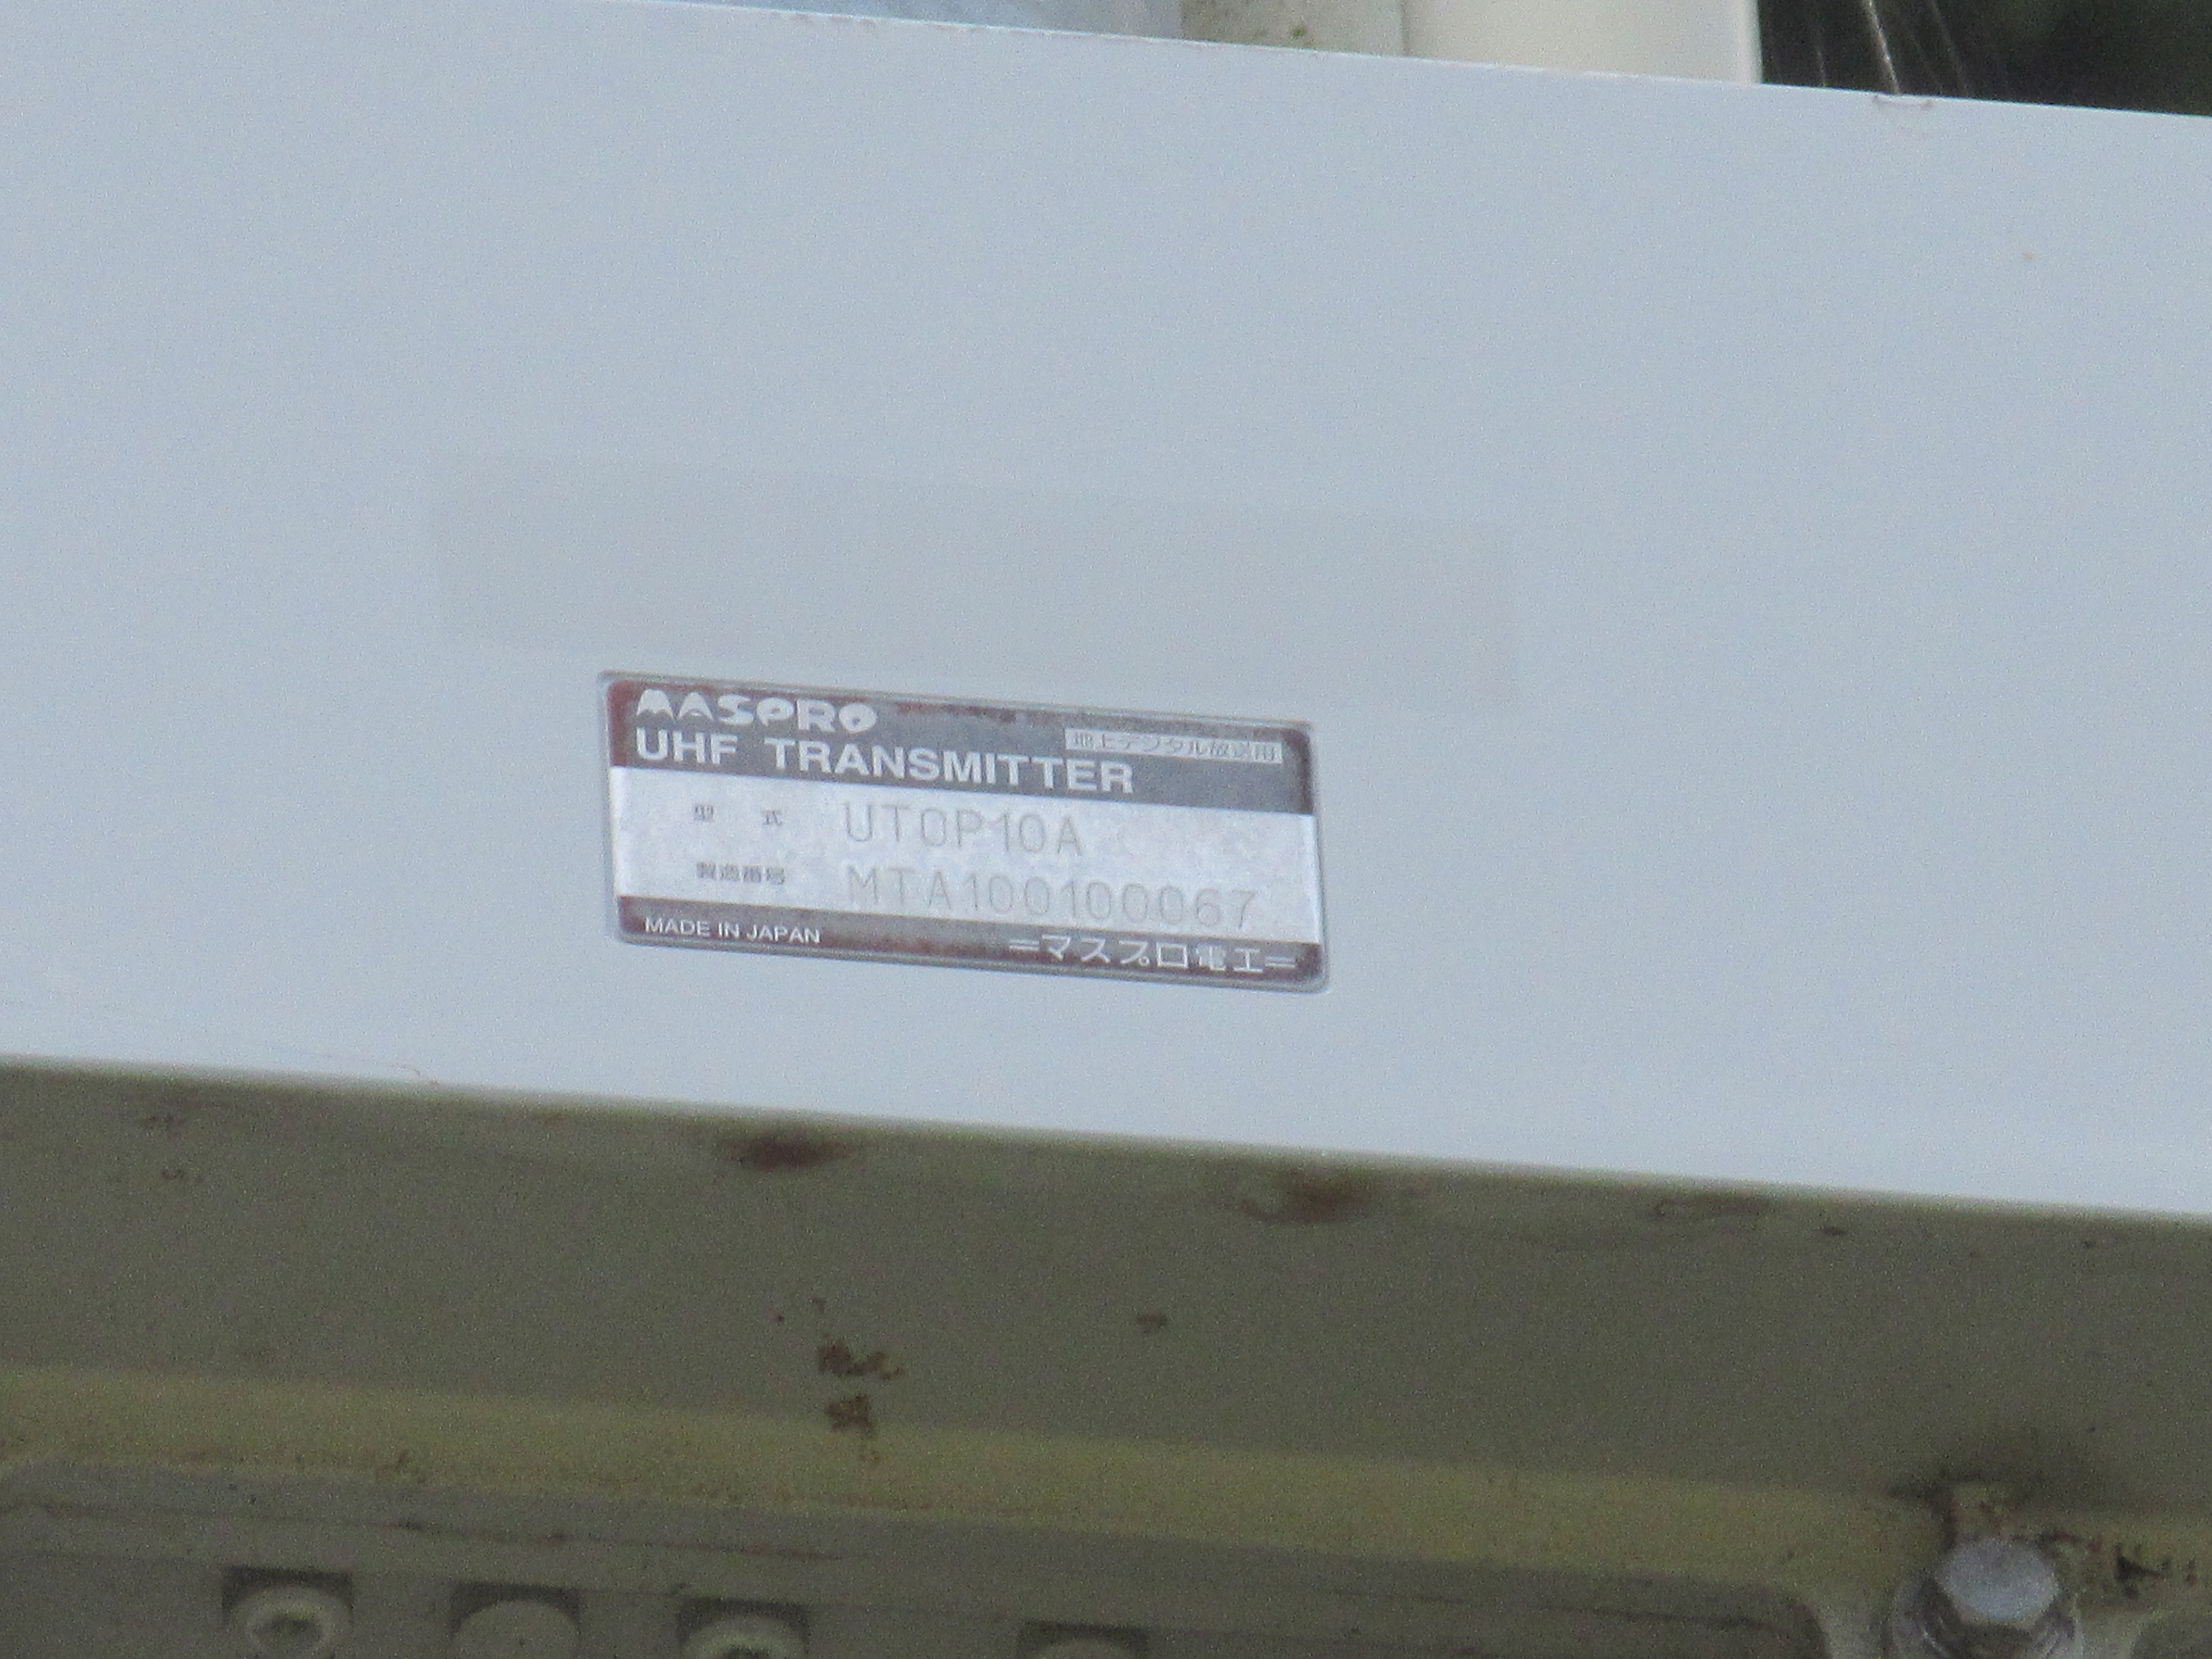 MASPRO
地上デジタル放送用
UHF TRANSMITTER
型 式 UTOP10A
製造番号 MTA100100067
MADE IN JAPAN =マスプロ電工=